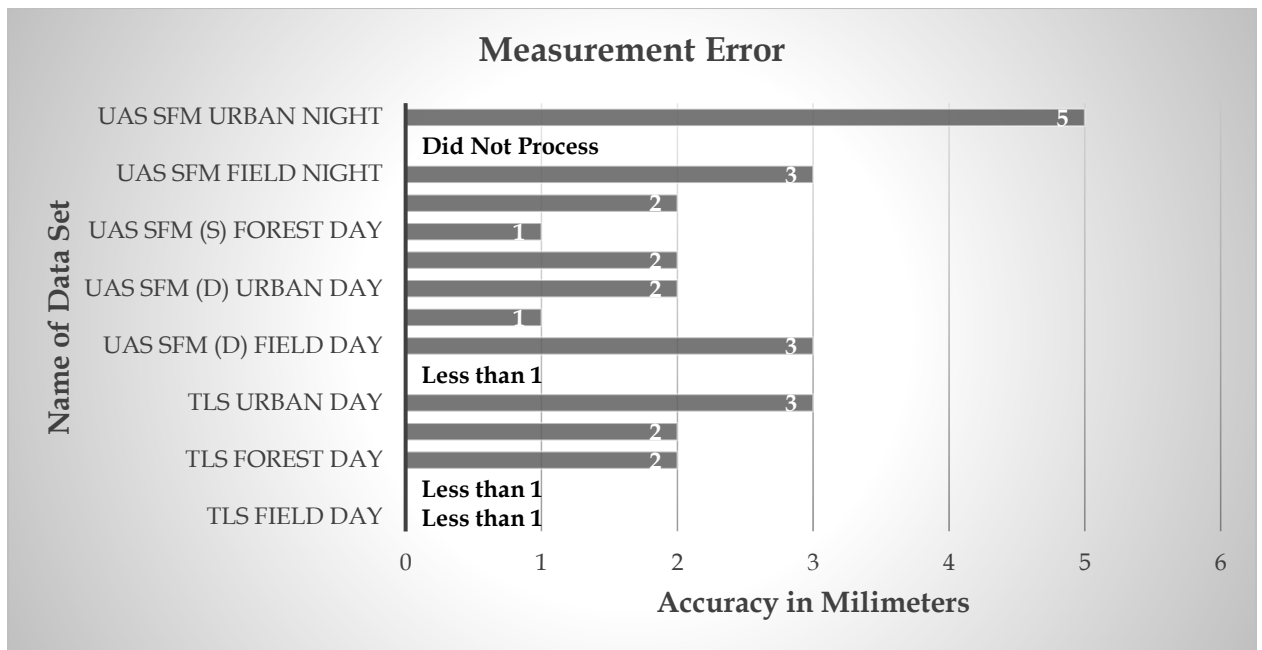 Measurement Error
Name of Data Set
UAS SFM URBAN NIGHT
5
Did Not Process
UAS SFM FIELD NIGHT
3
2
UAS SFM (S) FOREST DAY
1
2
UAS SFM (D) URBAN DAY
2
1
UAS SFM (D) FIELD DAY
3
Less than 1
TLS URBAN DAY
3
2
TLS FOREST DAY
2
Less than 1
TLS FIELD DAY
Less than 1
0 1 2 3 4 5 6
Accuracy in Milimeters